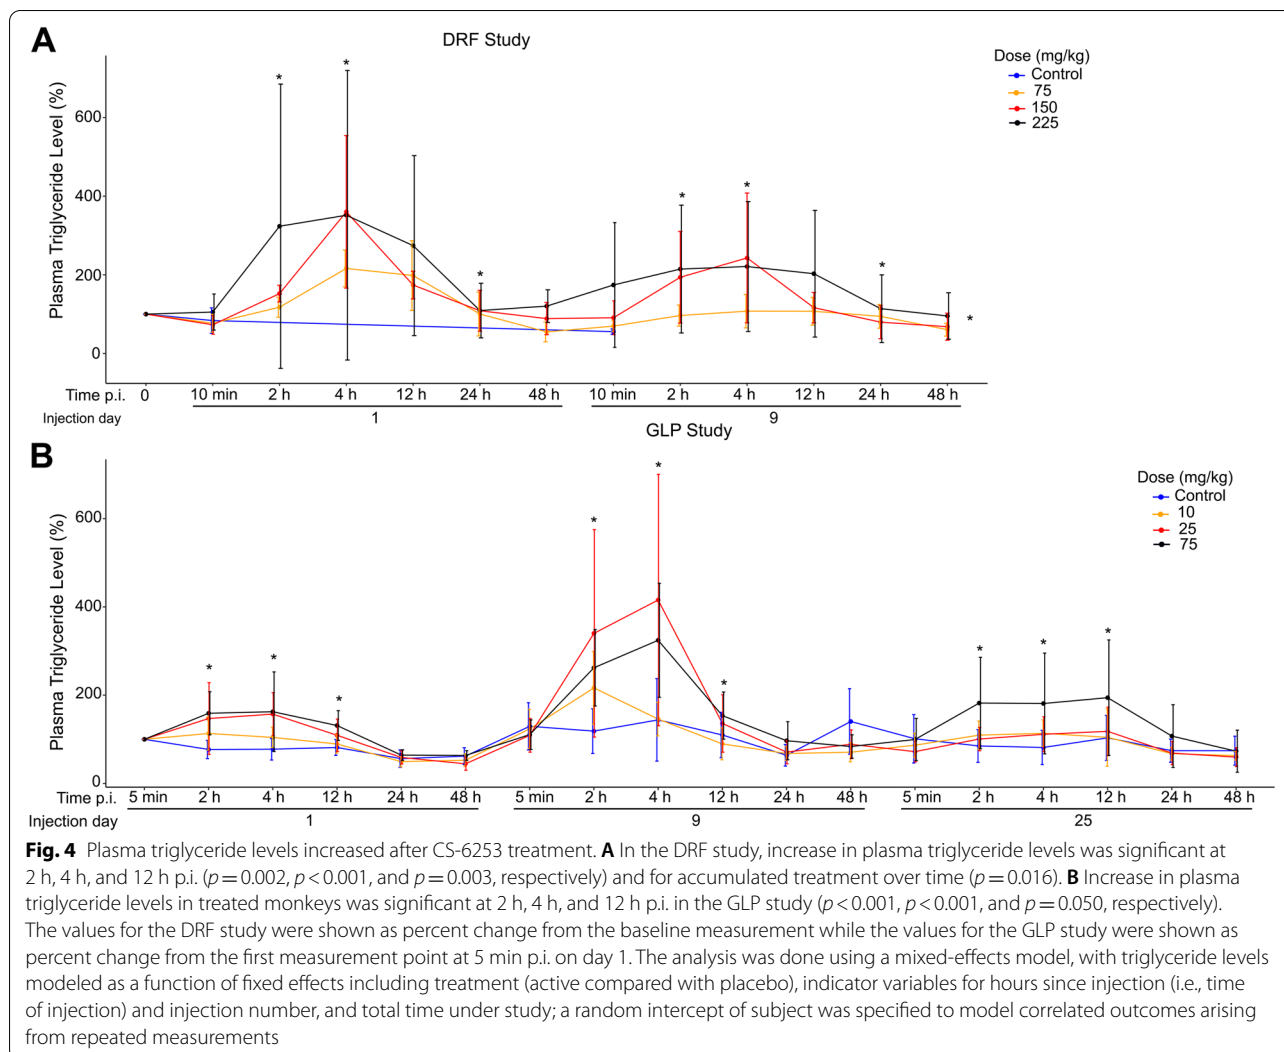 A
DRF Study
Dose (mg/kg)
Control
75
150
225
Plasma Triglyceride Level (%)
600
400
200
0
* * * * * * *
Time p.i. 0 10 min 2 h 4 h 12 h 24 h 48 h 10 min 2 h 4 h 12 h 24 h 48 h
Injection day 1 9
GLP Study
B
Dose (mg/kg)
Control
10
25
75
Plasma Triglyceride Level (%)
600
400
200
0
* * * * * * * * *
Time p.i. 5 min 2 h 4 h 12 h 24 h 48 h 5 min 2 h 4 h 12 h 24 h 48 h 5 min 2 h 4 h 12 h 24 h 48 h
Injection day 1 9 25
Fig. 4 Plasma triglyceride levels increased after CS-6253 treatment. A In the DRF study, increase in plasma triglyceride levels was significant at
2 h, 4 h, and 12 h p.i. (p = 0.002, p < 0.001, and p = 0.003, respectively) and for accumulated treatment over time (p = 0.016). B Increase in plasma
triglyceride levels in treated monkeys was significant at 2 h, 4 h, and 12 h p.i. in the GLP study (p < 0.001, p < 0.001, and p = 0.050, respectively).
The values for the DRF study were shown as percent change from the baseline measurement while the values for the GLP study were shown as
percent change from the first measurement point at 5 min p.i. on day 1. The analysis was done using a mixed-effects model, with triglyceride levels
modeled as a function of fixed effects including treatment (active compared with placebo), indicator variables for hours since injection (i.e., time
of injection) and injection number, and total time under study; a random intercept of subject was specified to model correlated outcomes arising
from repeated measurements